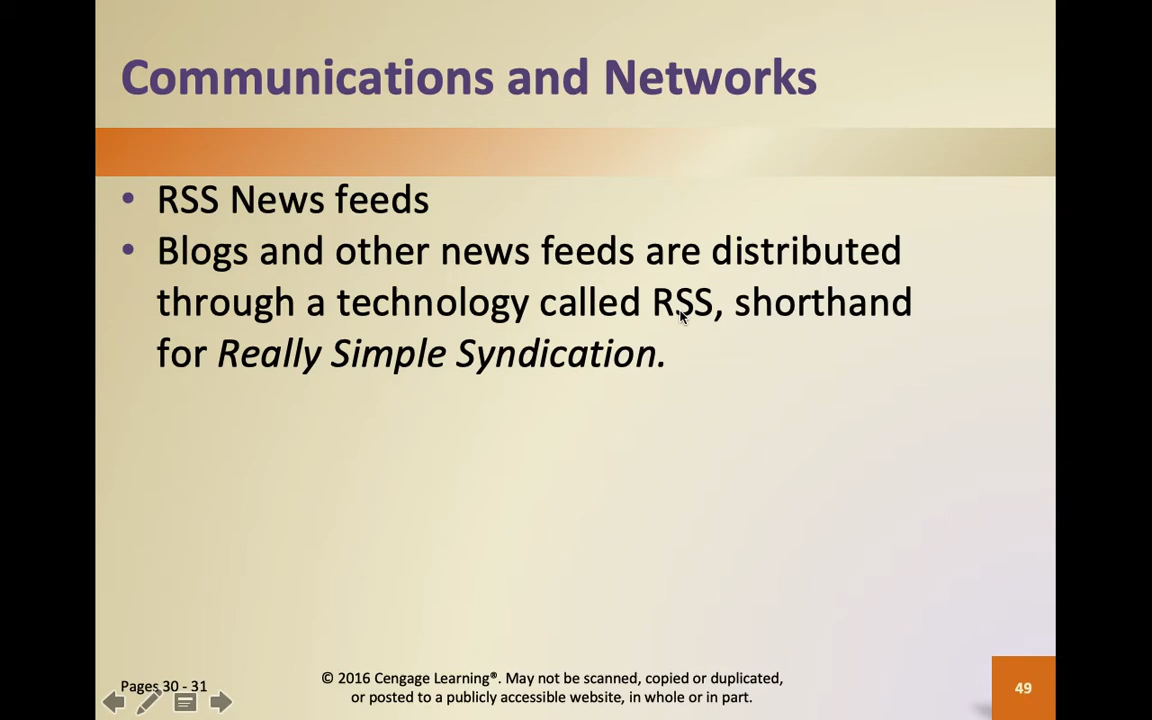 Communications and Networks
• RSS News feeds
• Blogs and other news feeds are distributed
through a technology called RSS, shorthand
for Really Simple Syndication.
Pages 30 - 31
© 2016 Cengage Learning®. May not be scanned, copied or duplicated,
or posted to a publicly accessible website, in whole or in part.
49